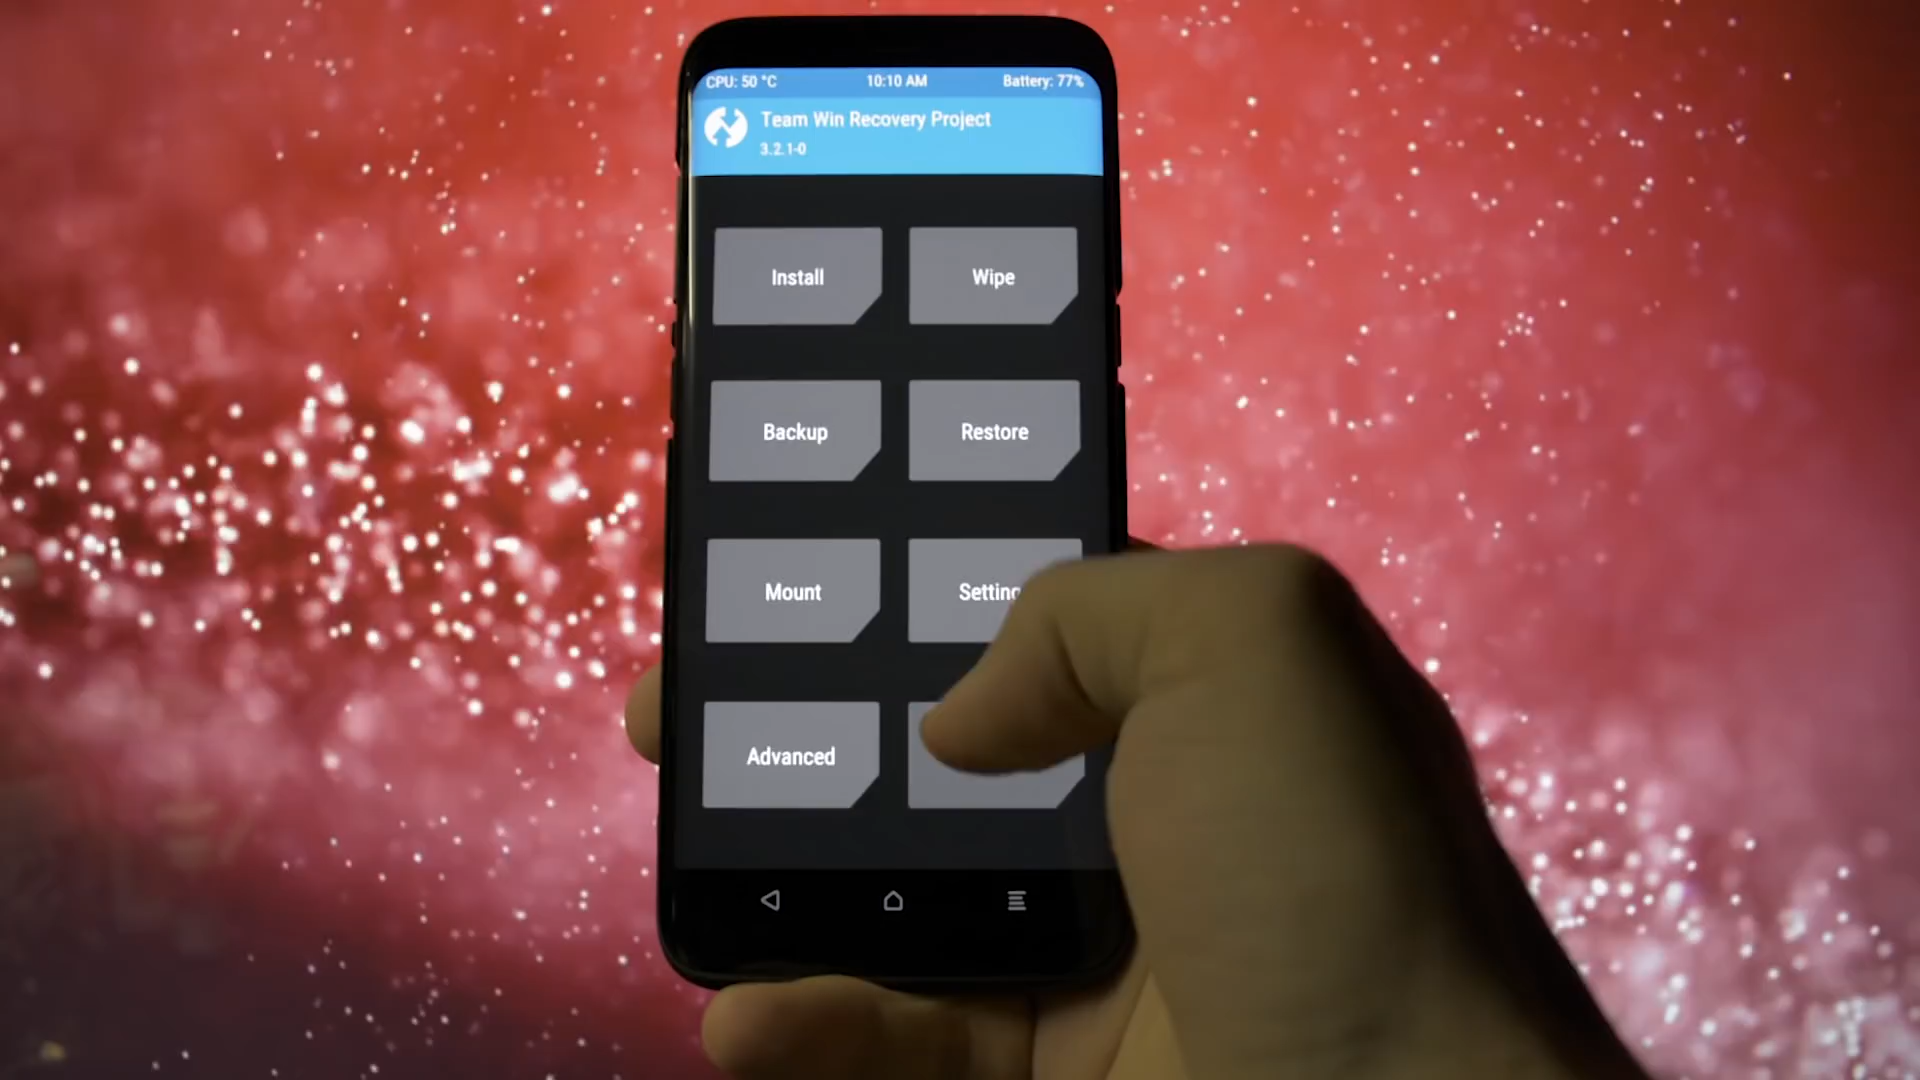 CPU: 50 °C 10:10 AM Battery: 77%
Team Win Recovery Project
3.2.1-0
Install Wipe
Backup Restore
Mount Setting
Advanced